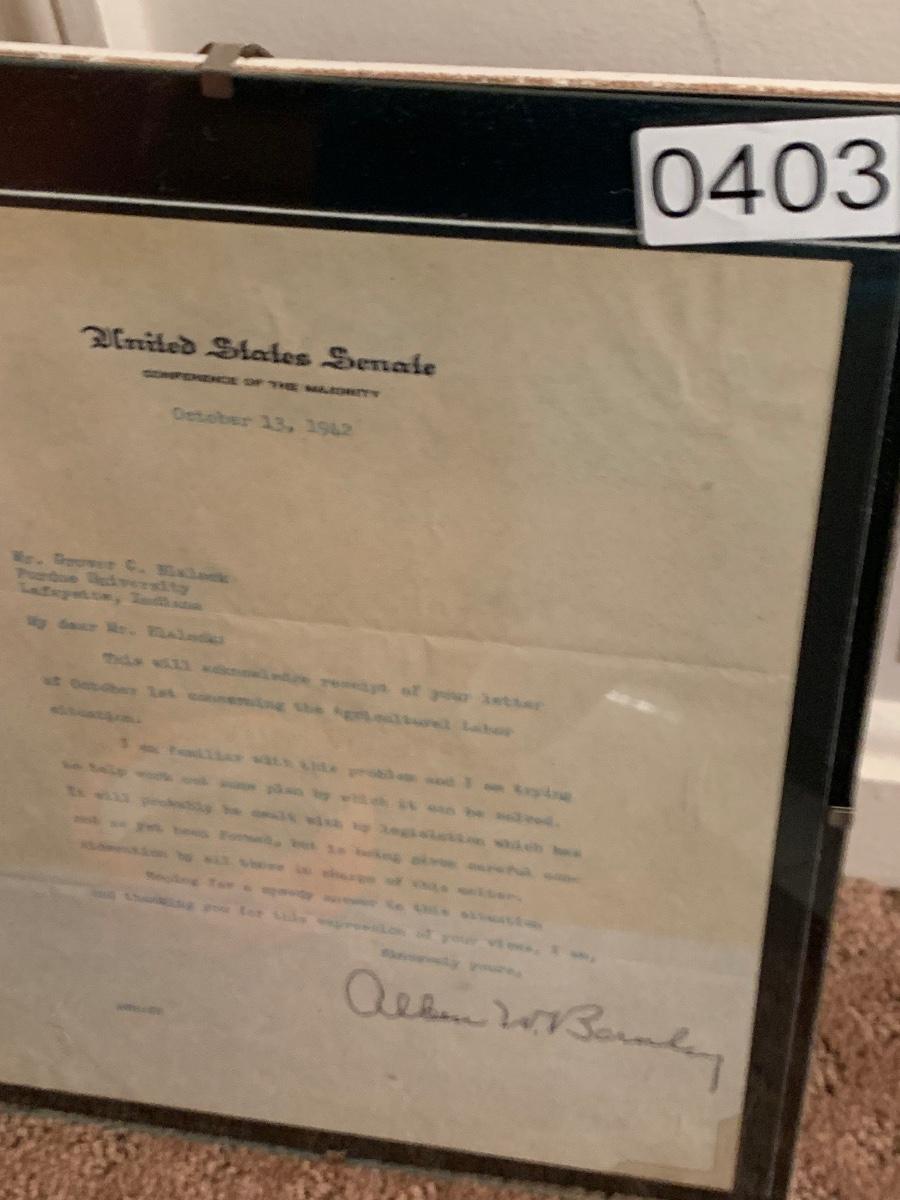 0403
United States Senate
CONFERENCE OF THE MAJORITY
October 13, 1942
Mr. Grover C. Blalock
Purdue University
Lafayette, Indiana
My dear Mr. Blalock:
This will acknowledge receipt of your letter
of October 1st concerning the Agricultural Labor
situation.
I am familiar with this problem and I am trying
to help work out some plan by which it can be solved.
It will probably be dealt with by legislation which has
not as yet been formed, but is being given careful con-
sideration by all those in charge of this matter.
Hoping for a speedy answer to this situation
and thanking you for this expression of your views, I am,
Sincerely yours,
Alben W. Barkley